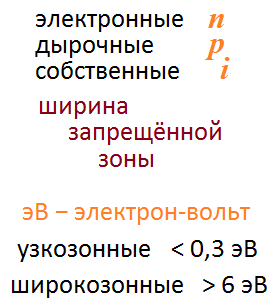 электронные n
дырочные p
собственные i
ширина
запрещённой
зоны
эВ – электрон-вольт
узкозонные < 0,3 эВ
широкозонные > 6 эВ